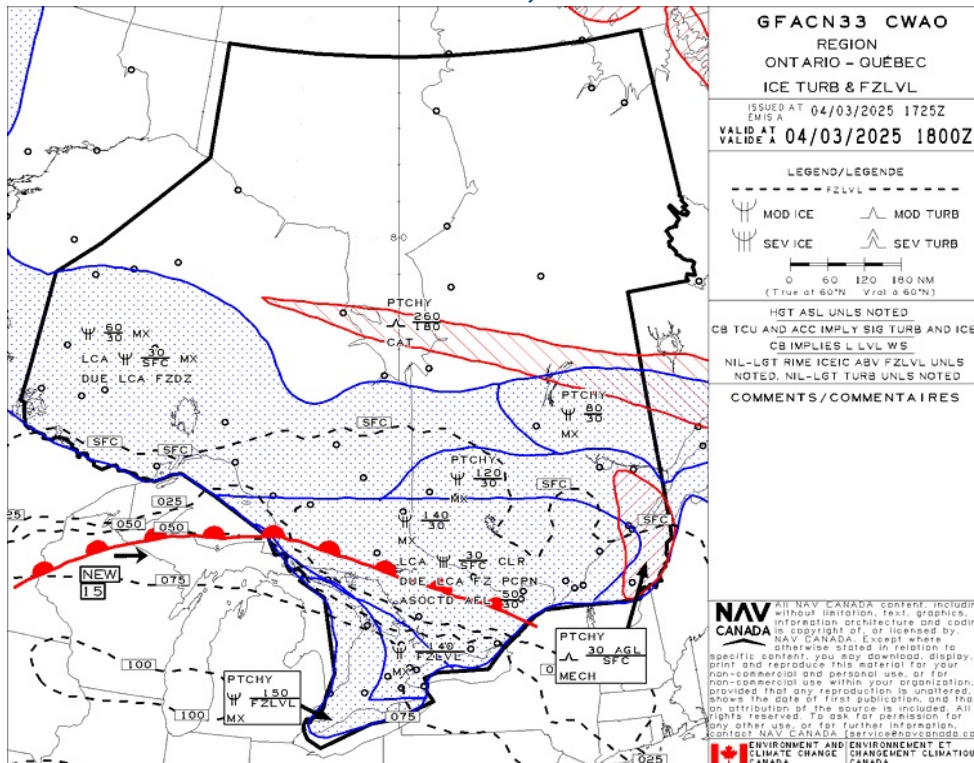 GFACN33 CWAO
REGION
ONTARIO – QUÉBEC
ICE TURB & FZLVL
ISSUED AT
ÉMIS À
04/03/2025 1725Z
VALID AT
VALIDE À
04/03/2025 1800Z
LEGEND/LÉGENDE
FZLVL
MOD ICE
MOD TURB
SEV ICE
SEV TURB
0 60 120 180 NM
(True at 60°N Vrai à 60°N)
HGT ASL UNLS NOTED
CB TCU AND ACC IMPLY SIG TURB AND ICE
CB IMPLIES L LVL WS
NIL-LGT RIME ICEIC ABV FZLVL UNLS
NOTED. NIL-LGT TURB UNLS NOTED
COMMENTS/COMMENTAIRES
80
PTCHY
260
180
CAT
60
30
MX
LCA
30
SFC
MX
DUE LCA FZDZ
PTCHY
80
30
MX
SFC
SFC
SFC
PTCHY
120
30
MX
SFC
SFC
140
30
MX
025
050
050
25
075
NEW
15
LCA
30
SFC
CLR
DUE LCA FZ PCPN
ASOCTD AFL
50
30
140
FZLVL
MX
100
100
PTCHY
150
FZLVL
MX
075
PTCHY
30 AGL
SFC
MECH
025
NAV
CANADA
All NAV CANADA content, includin
without limitation, text, graphics,
information architecture and codin
is copyright of, or licensed by,
NAV CANADA. Except where
otherwise stated in relation to
specific content, you may download, display,
print and reproduce this material for your
non-commercial and personal use, or for
non-commercial use within your organization,
provided that any reproduction is unaltered,
shows the date of first publication, and tha
an attribution of the source is included. All
rights reserved. To ask for permission for
any other use, or for further information,
contact NAV CANADA (service@navcanada.ca
ENVIRONMENT AND
CLIMATE CHANGE
CANADA
ENVIRONNEMENT ET
CHANGEMENT CLIMATIQU
CANADA